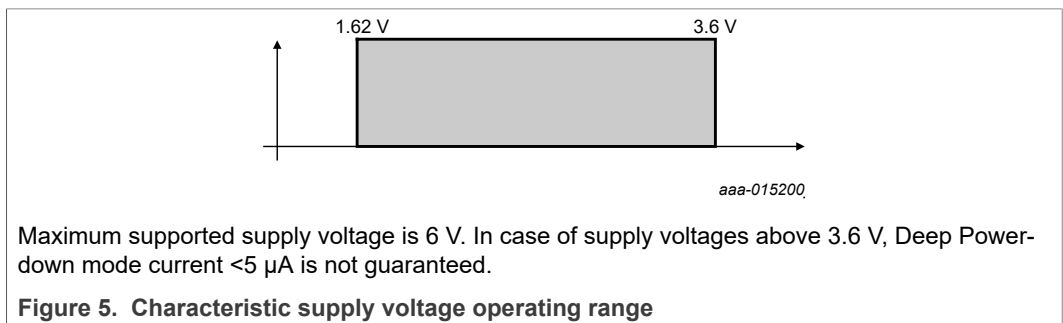 1.62 V 3.6 V
aaa-015200
Maximum supported supply voltage is 6 V. In case of supply voltages above 3.6 V, Deep Power-
down mode current <5 µA is not guaranteed.
Figure 5. Characteristic supply voltage operating range